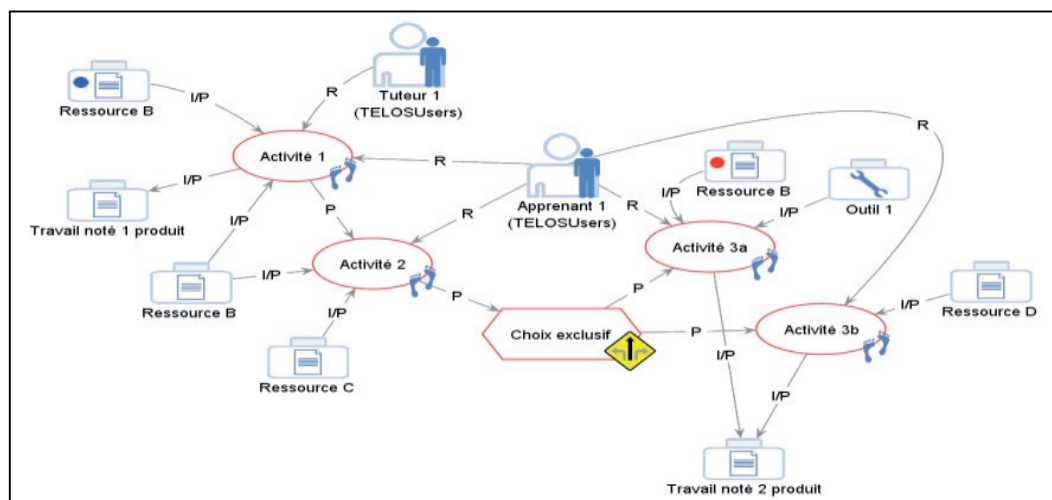 Tuteur 1
(TELOSUsers)
Ressource B
I/P
R
R
Activité 1
R
Ressource B
I/P
Travail noté 1 produit
I/P
P
Apprenant 1
(TELOSUsers)
R
R
I/P
I/P
Outil 1
Activité 3a
Activité 2
I/P
Ressource B
P
P
I/P
Ressource C
Choix exclusif
P
I/P
Activité 3b
I/P
Ressource D
I/P
Travail noté 2 produit